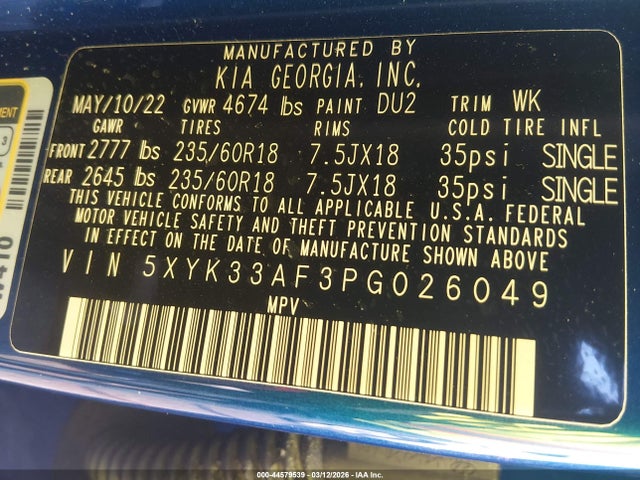 MANUFACTURED BY
KIA GEORGIA, INC.
MAY/10/22 GVWR 4674 lbs PAINT DU2 TRIM WK
GAWR TIRES RIMS COLD TIRE INFL
FRONT 2777 lbs 235/60R18 7.5JX18 35psi SINGLE
REAR 2645 lbs 235/60R18 7.5JX18 35psi SINGLE
THIS VEHICLE CONFORMS TO ALL APPLICABLE U.S.A. FEDERAL
MOTOR VEHICLE SAFETY AND THEFT PREVENTION STANDARDS
IN EFFECT ON THE DATE OF MANUFACTURE SHOWN ABOVE
VIN 5XYK33AF3PG026049
MPV
000-44579539 - 03/12/2026 - IAA Inc.